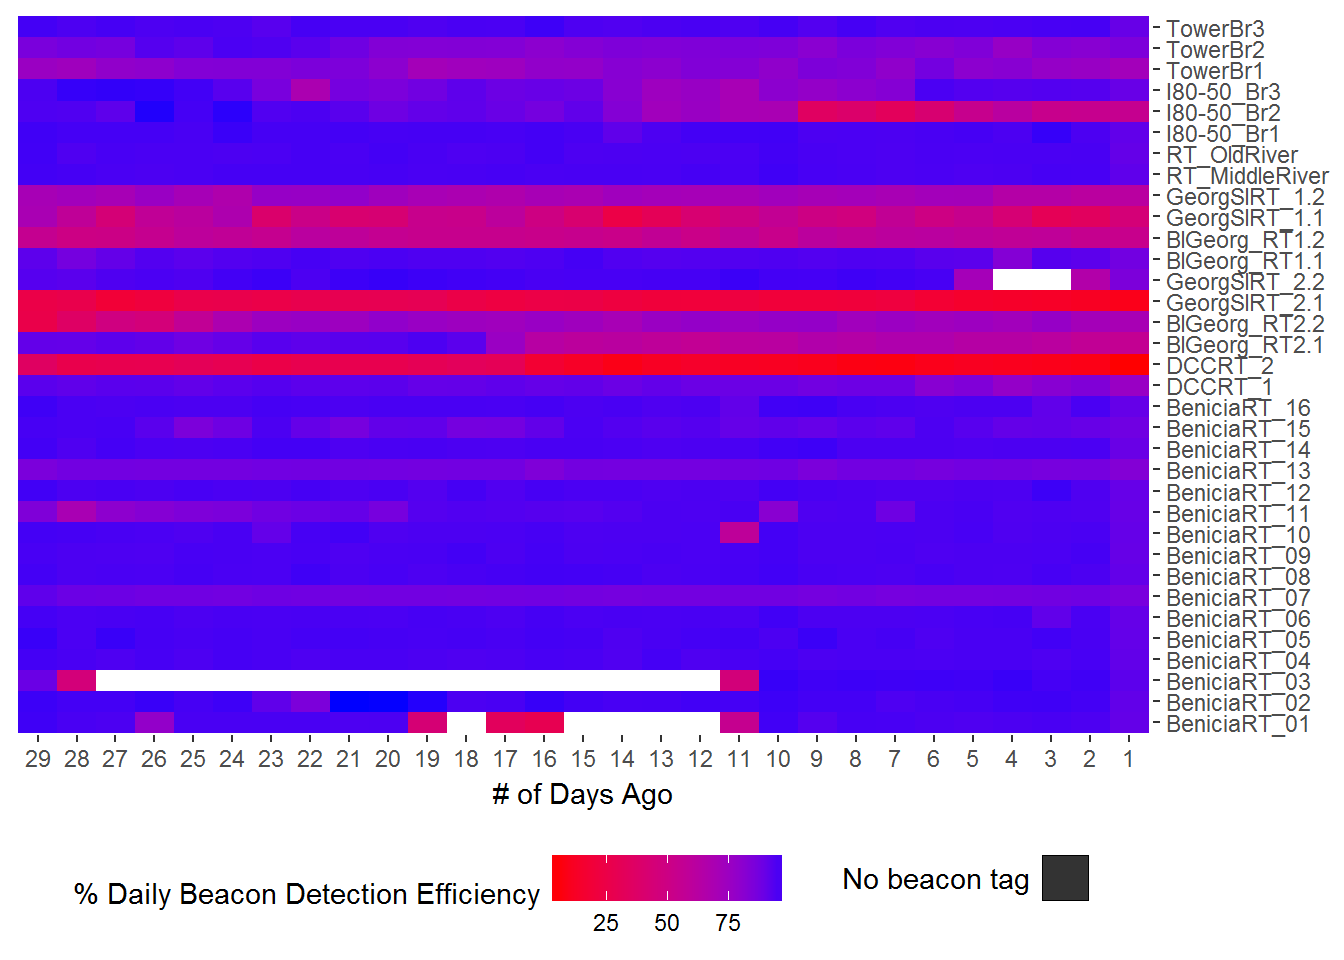 TowerBr3
TowerBr2
TowerBr1
I80-50_Br3
I80-50_Br2
I80-50_Br1
RT_OldRiver
RT_MiddleRiver
GeorgSlRT_1.2
GeorgSlRT_1.1
BlGeorg_RT1.2
BlGeorg_RT1.1
GeorgSlRT_2.2
GeorgSlRT_2.1
BlGeorg_RT2.2
BlGeorg_RT2.1
DCCRT_2
DCCRT_1
BeniciaRT_16
BeniciaRT_15
BeniciaRT_14
BeniciaRT_13
BeniciaRT_12
BeniciaRT_11
BeniciaRT_10
BeniciaRT_09
BeniciaRT_08
BeniciaRT_07
BeniciaRT_06
BeniciaRT_05
BeniciaRT_04
BeniciaRT_03
BeniciaRT_02
BeniciaRT_01
29 28 27 26 25 24 23 22 21 20 19 18 17 16 15 14 13 12 11 10 9 8 7 6 5 4 3 2 1
# of Days Ago
% Daily Beacon Detection Efficiency
25 50 75
No beacon tag